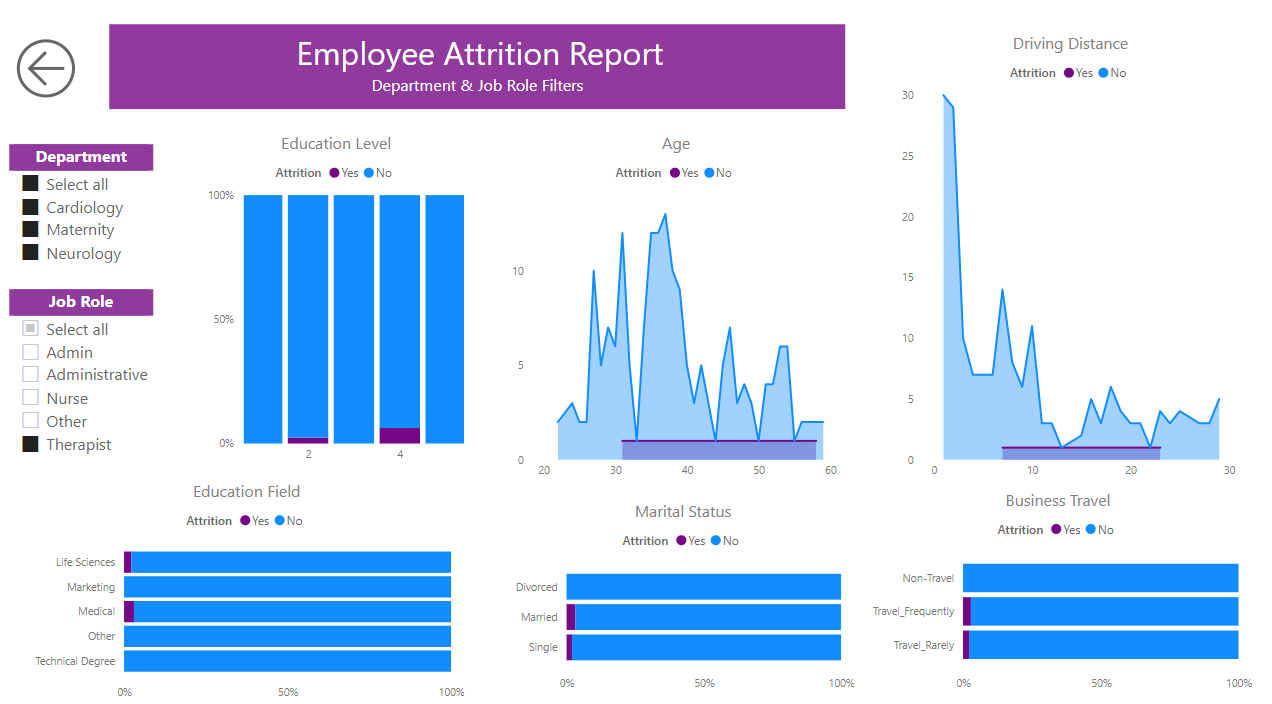 Employee Attrition Report
Department & Job Role Filters
Department
Select all
Cardiology
Maternity
Neurology
Job Role
Select all
Admin
Administrative
Nurse
Other
Therapist
Education Level
Attrition Yes No
100%
50%
0%
2 4
Age
Attrition Yes No
10
5
0
20 30 40 50 60
Driving Distance
Attrition Yes No
30
25
20
15
10
5
0
0 10 20 30
Education Field
Attrition Yes No
Life Sciences
Marketing
Medical
Other
Technical Degree
0% 50% 100%
Marital Status
Attrition Yes No
Divorced
Married
Single
0% 50% 100%
Business Travel
Attrition Yes No
Non-Travel
Travel_Frequently
Travel_Rarely
0% 50% 100%